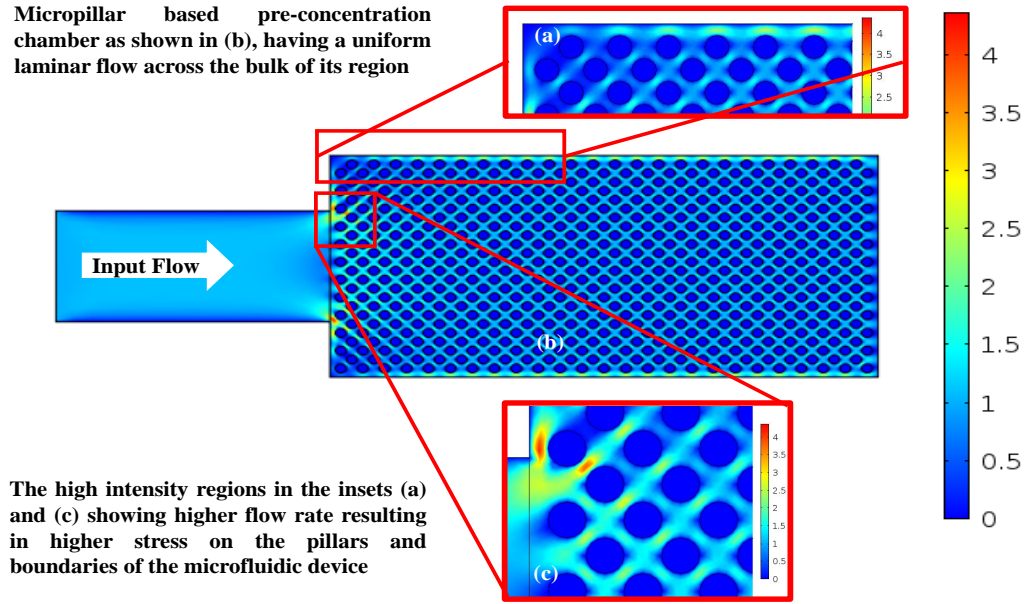 Micropillar based pre-concentration
chamber as shown in (b), having a uniform
laminar flow across the bulk of its region
(a)
4
3.5
3
2.5
4
3.5
3
2.5
2
1.5
1
0.5
0
Input Flow
(b)
The high intensity regions in the insets (a)
and (c) showing higher flow rate resulting
in higher stress on the pillars and
boundaries of the microfluidic device
(c)
4
3.5
3
2.5
2
1.5
1
0.5
0